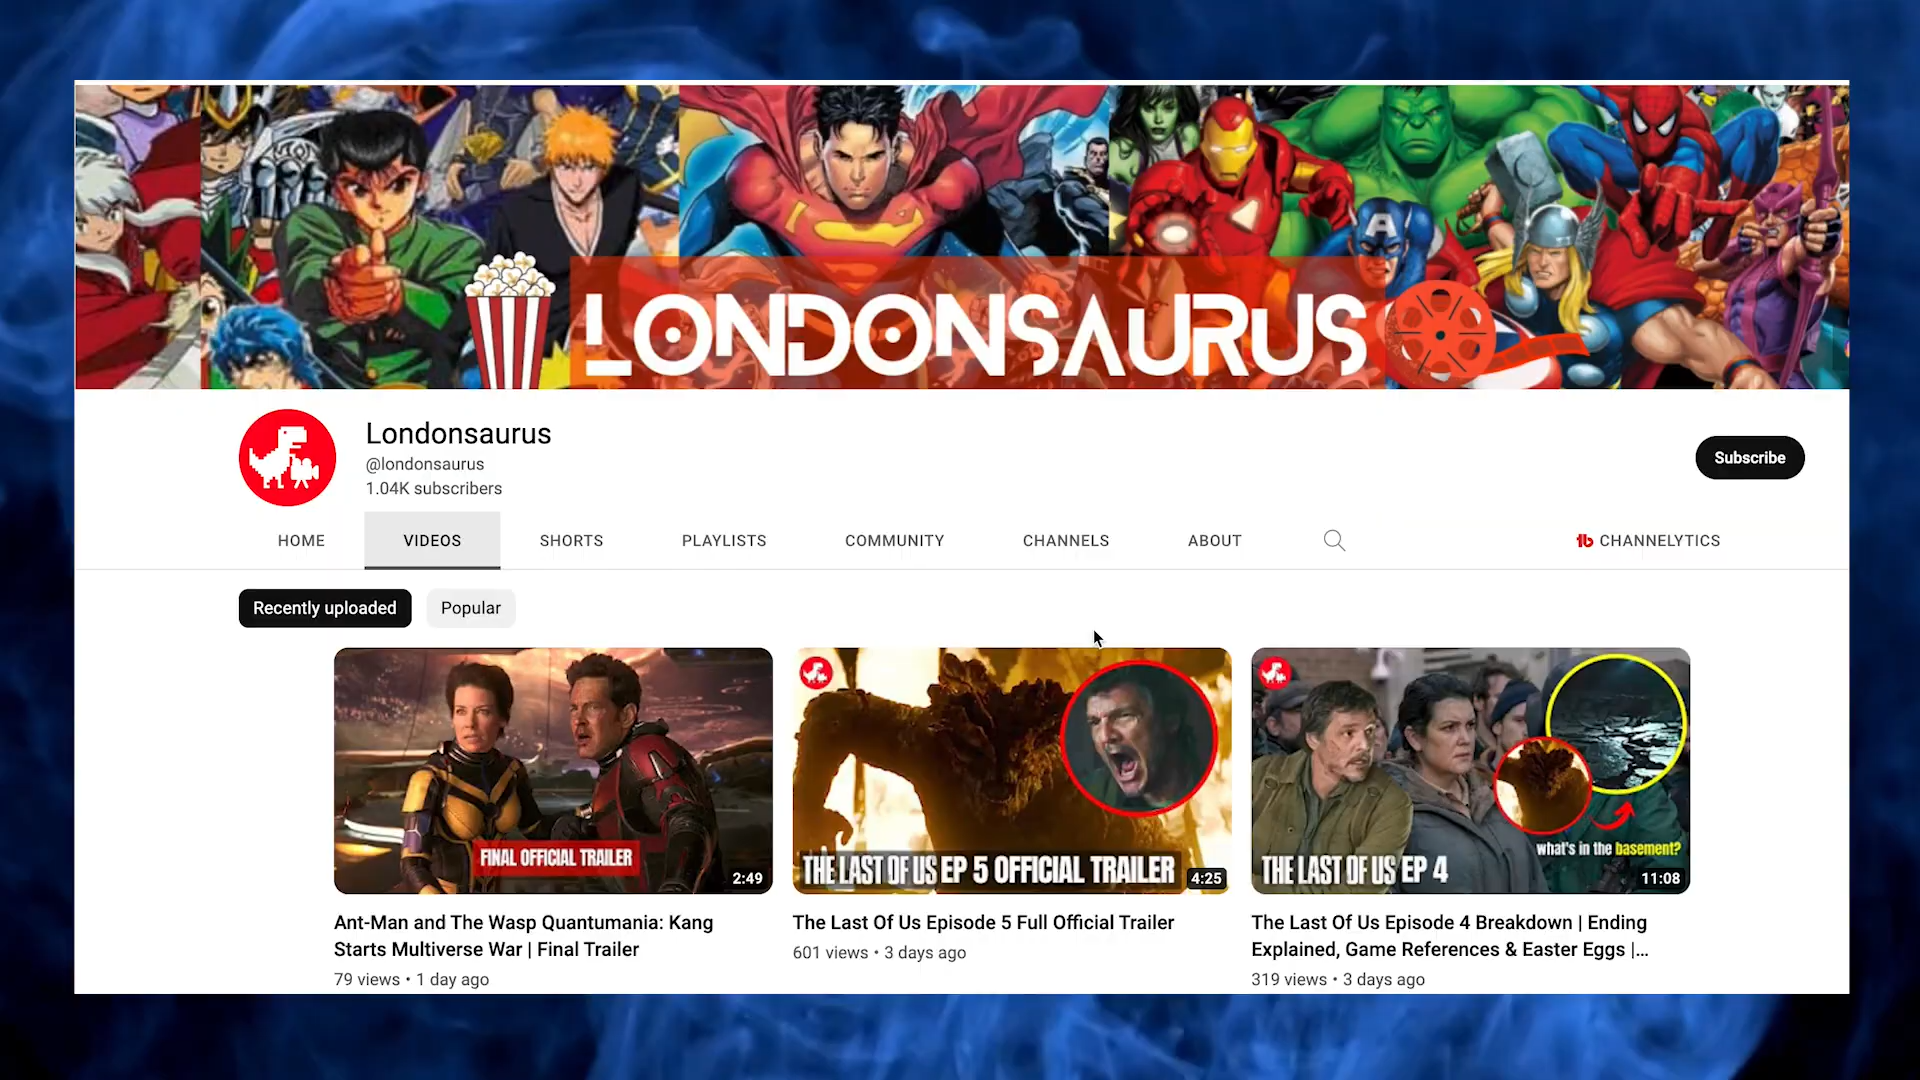 LONDONSAURUS
Londonsaurus
@londonsaurus
1.04K subscribers
Subscribe
HOME
VIDEOS
SHORTS
PLAYLISTS
COMMUNITY
CHANNELS
ABOUT
CHANNELYTICS
Recently uploaded
Popular
FINAL OFFICIAL TRAILER
2:49
THE LAST OF US EP 5 OFFICIAL TRAILER
4:25
what's in the basement?
THE LAST OF US EP 4
11:08
Ant-Man and The Wasp Quantumania: Kang
Starts Multiverse War | Final Trailer
79 views • 1 day ago
The Last Of Us Episode 5 Full Official Trailer
601 views • 3 days ago
The Last Of Us Episode 4 Breakdown | Ending
Explained, Game References & Easter Eggs |...
319 views • 3 days ago